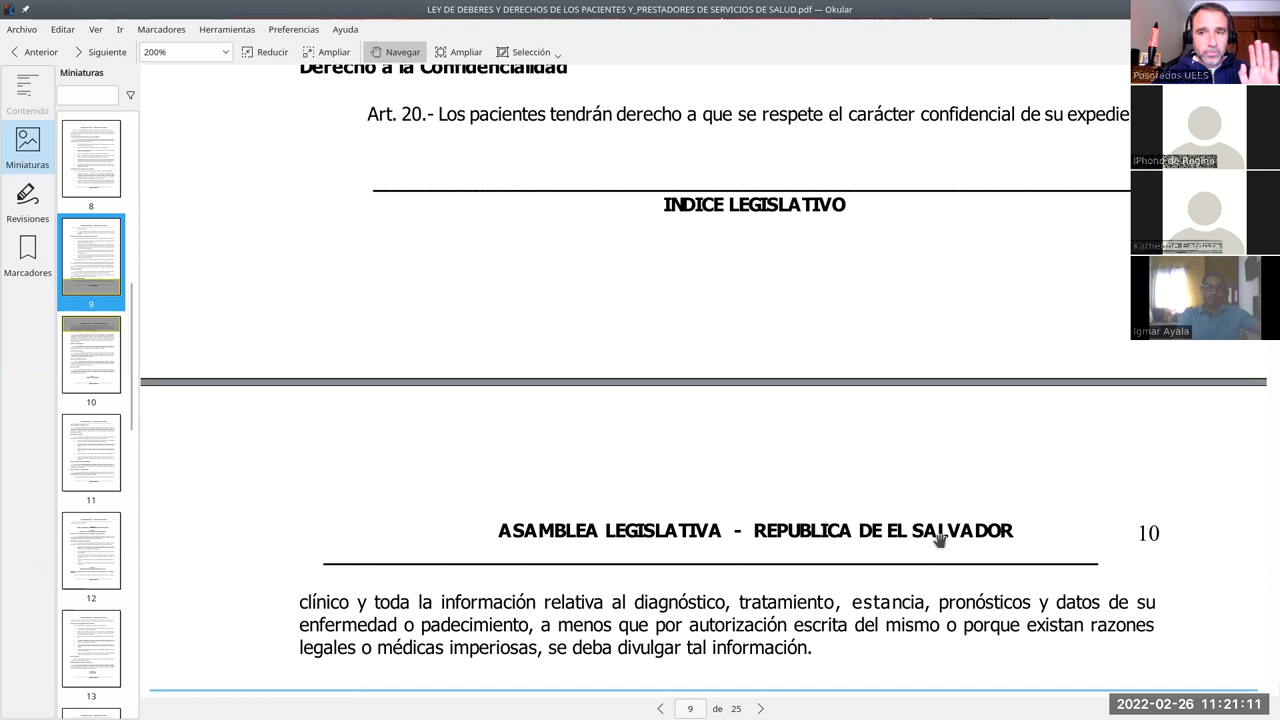 LEY DE DEBERES Y DERECHOS DE LOS PACIENTES Y_PRESTADORES DE SERVICIOS DE SALUD.pdf — Okular
Archivo Editar Ver Ir Marcadores Herramientas Preferencias Ayuda
Anterior Siguiente 200% Reducir Ampliar Navegar Ampliar Selección
Contenido
Miniaturas
Revisiones
Marcadores
Miniaturas
8
9
10
11
12
13
Derecho a la Confidencialidad
Art. 20.- Los pacientes tendrán derecho a que se respete el carácter confidencial de su expedie
INDICE LEGISLATIVO
ASAMBLEA LEGISLATIVA - REPUBLICA DE EL SALVADOR 10
clínico y toda la información relativa al diagnóstico, tratamiento, estancia, pronósticos y datos de su
enfermedad o padecimiento, a menos que por autorización escrita del mismo o porque existan razones
legales o médicas imperiosas, se deba divulgar tal información.
9 de 25
Posgrados UEES
iPhone de Regina
Katherine Cardoza
Igmar Ayala
2022-02-26 11:21:11